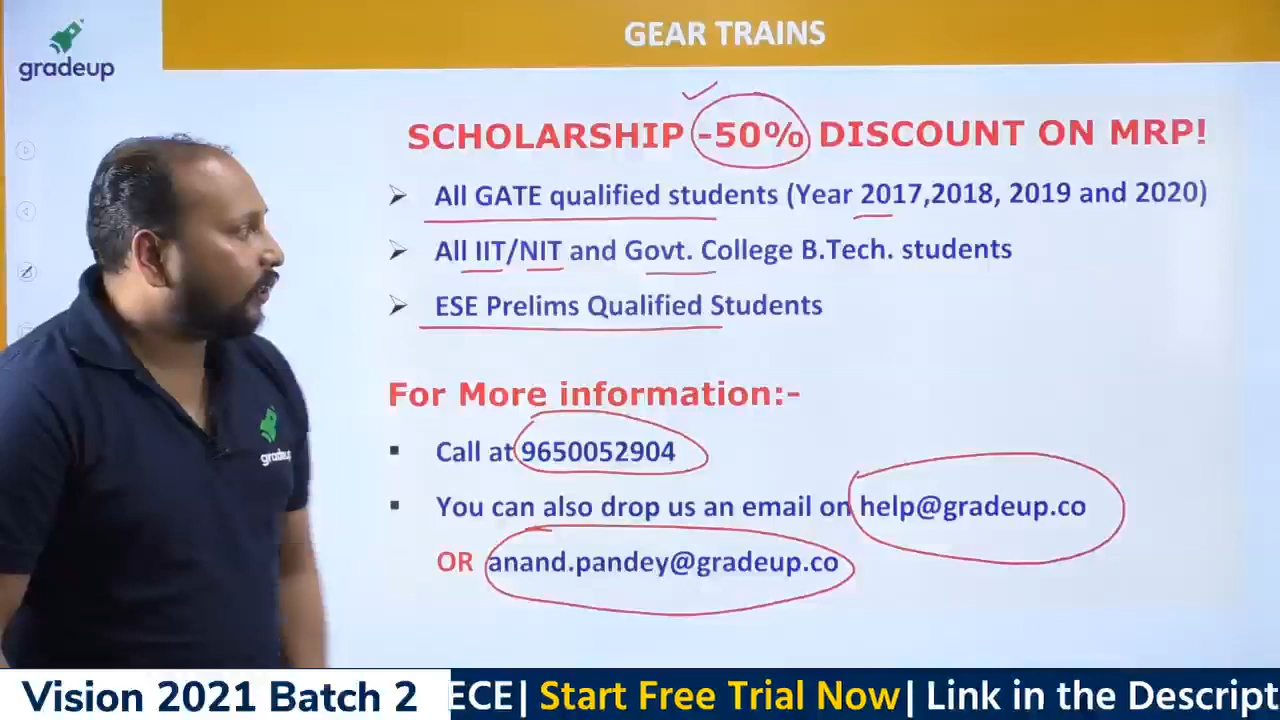 gradeup
GEAR TRAINS
SCHOLARSHIP -50% DISCOUNT ON MRP!
All GATE qualified students (Year 2017,2018, 2019 and 2020)
All IIT/NIT and Govt. College B.Tech. students
ESE Prelims Qualified Students
For More information:-
Call at 9650052904
You can also drop us an email on help@gradeup.co
OR anand.pandey@gradeup.co
gradeup
Vision 2021 Batch 2
ECE| Start Free Trial Now| Link in the Descript